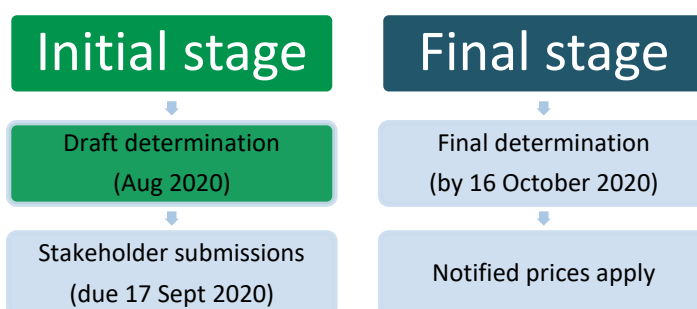 Initial stage
Draft determination
(Aug 2020)
Stakeholder submissions
(due 17 Sept 2020)
Final stage
Final determination
(by 16 October 2020)
Notified prices apply